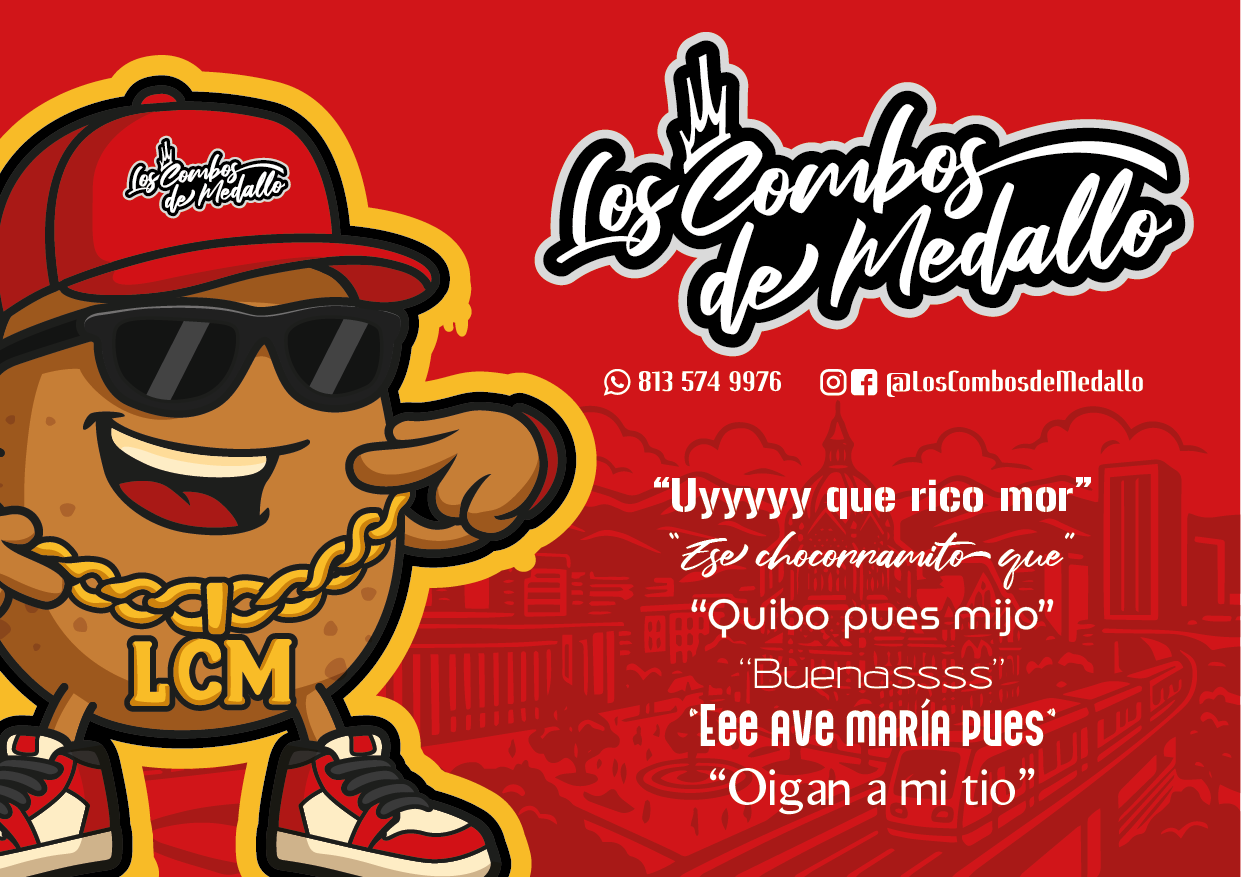 Los Combos
de Medallo
Los Combos
de Medallo
813 574 9976 @LosCombosdeMedallo
“Uyyyyy que rico mor”
“Ese chocorramito que”
“Quibo pues mijo”
“Buenassss”
“Eee AVE MARÍA PUES”
“Oigan a mi tio”
LCM